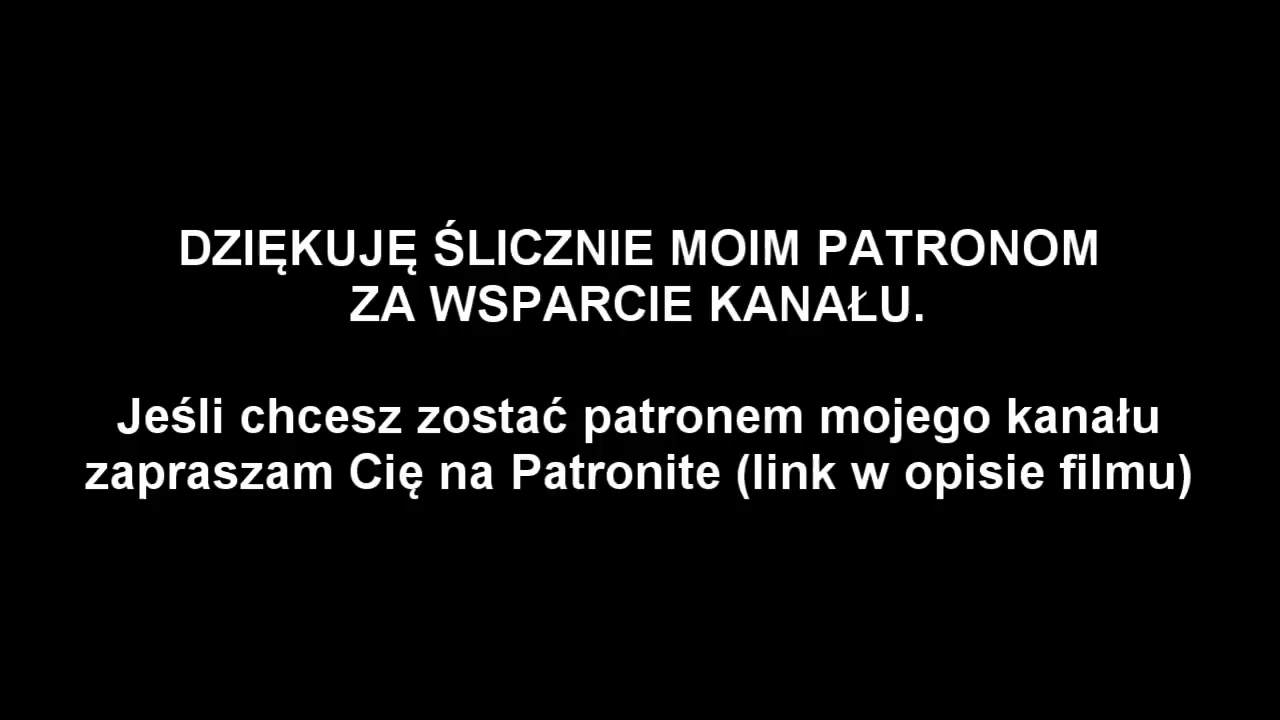 DZIĘKUJĘ ŚLICZNIE MOIM PATRONOM
ZA WSPARCIE KANAŁU.
Jeśli chcesz zostać patronem mojego kanału
zapraszam Cię na Patronite (link w opisie filmu)